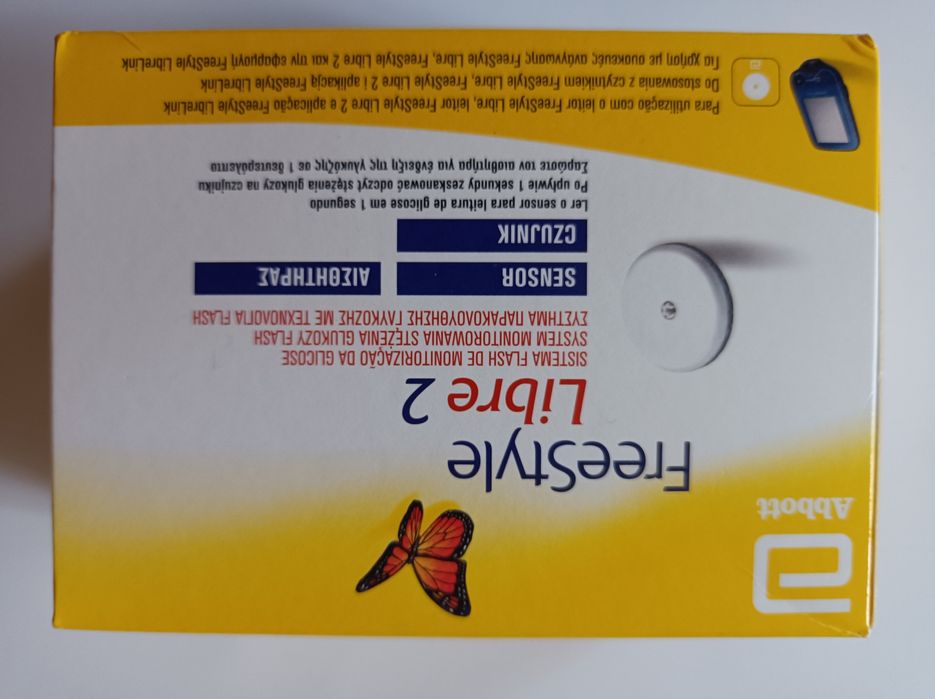 Abbott
FreeStyle
Libre 2
SISTEMA FLASH DE MONITORIZAÇÃO DA GLICOSE
SYSTEM MONITOROWANIA STĘŻENIA GLUKOZY FLASH
ΣΥΣΤΗΜΑ ΠΑΡΑΚΟΛΟΥΘΗΣΗΣ ΓΛΥΚΟΖΗΣ ΜΕ ΤΕΧΝΟΛΟΓΙΑ FLASH
SENSOR ΑΙΣΘΗΤΗΡΑΣ
CZUJNIK
Ler o sensor para leitura de glicose em 1 segundo
Po upływie 1 sekundy zeskanować odczyt stężenia glukozy na czujniku
Σαρώστε τον αισθητήρα για ένδειξη της γλυκόζης σε 1 δευτερόλεπτο
Para utilização com o leitor FreeStyle Libre, leitor FreeStyle Libre 2 e a aplicação FreeStyle LibreLink
Do stosowania z czytnikiem FreeStyle Libre, FreeStyle Libre 2 i aplikacją FreeStyle LibreLink
Για χρήση με συσκευές ανάγνωσης FreeStyle Libre, FreeStyle Libre 2 και την εφαρμογή FreeStyle LibreLink